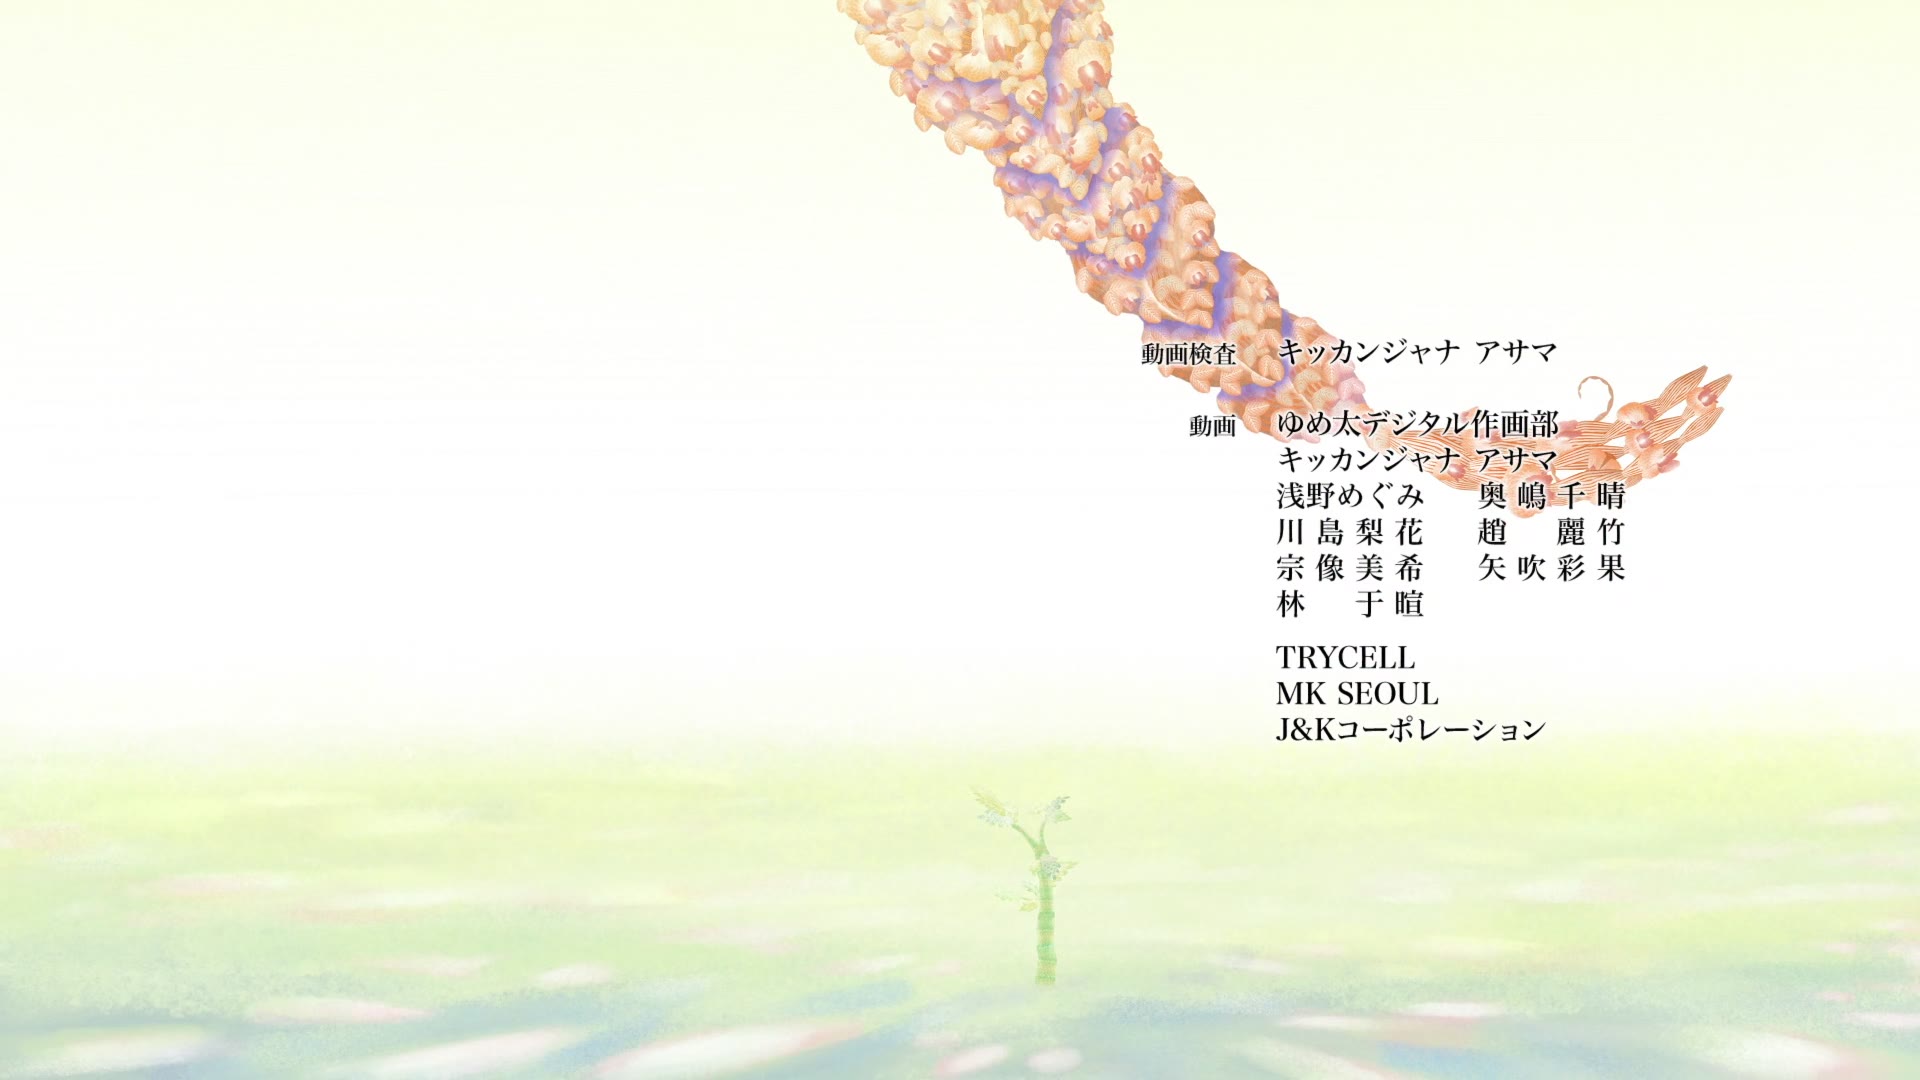 動画検査 キッカンジャナ アサマ
動画 ゆめ太デジタル作画部
キッカンジャナ アサマ
浅野めぐみ 奥嶋千晴
川島梨花 趙 麗竹
宗像美希 矢吹彩果
林 于暄
TRYCELL
MK SEOUL
J&Kコーポレーション